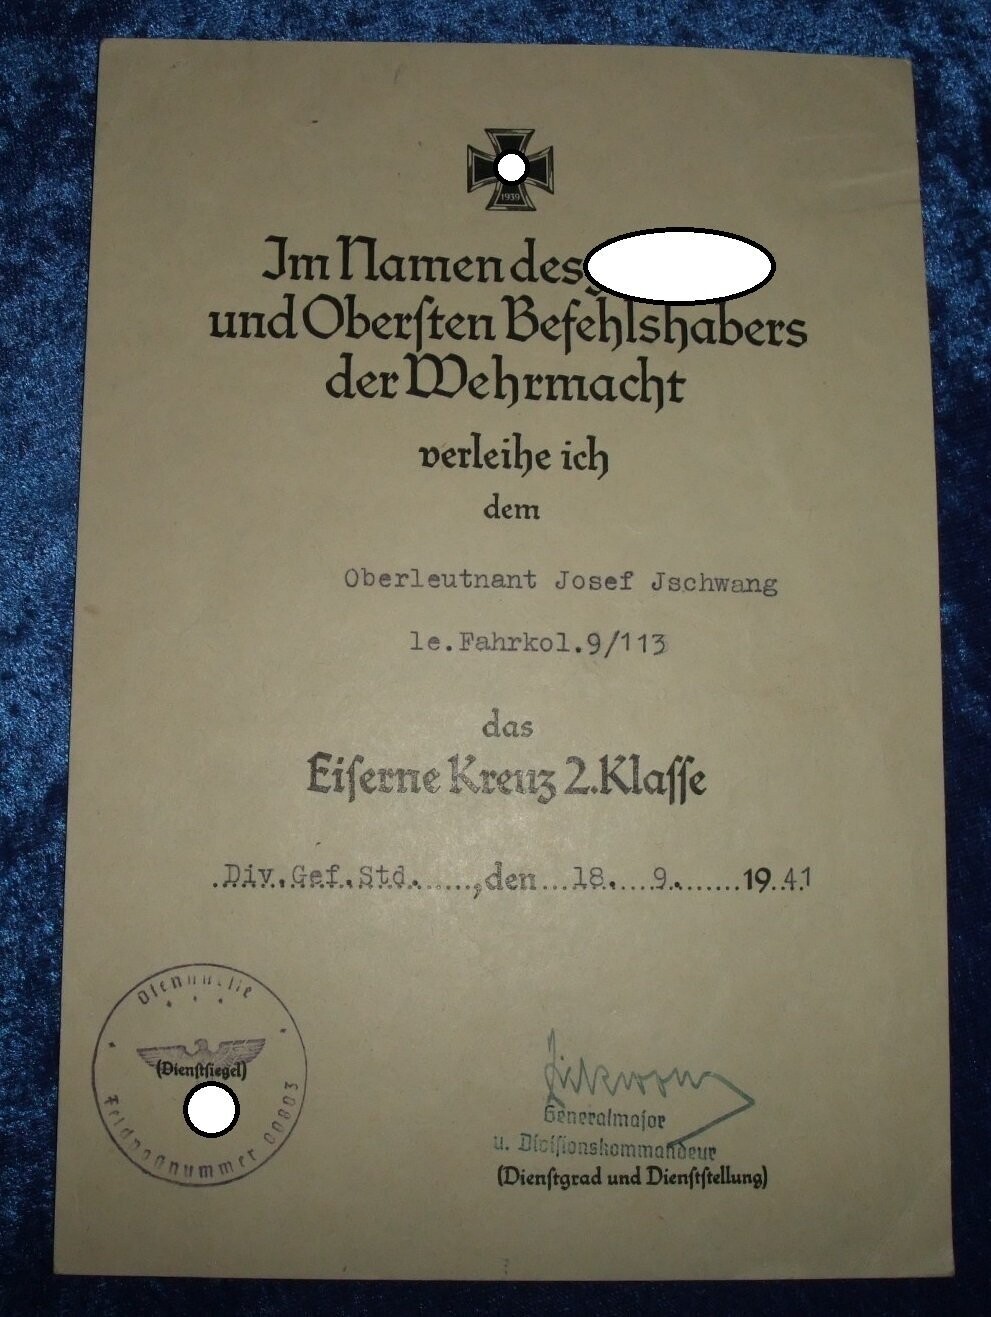 1939
Im Namen des
und Oberſten Befehlshabers
der Wehrmacht
verleihe ich
dem
Oberleutnant Josef Jschwang
le.Fahrkol.9/113
das
Eiſerne Kreuz 2.Klaſſe
.Div.Gef.Std......,den...18....9.......19.41
(Dienſtſiegel)
Feldpostnummer 00803
Generalmajor
u. Diviſionskommandeur
(Dienſtgrad und Dienſtſtellung)